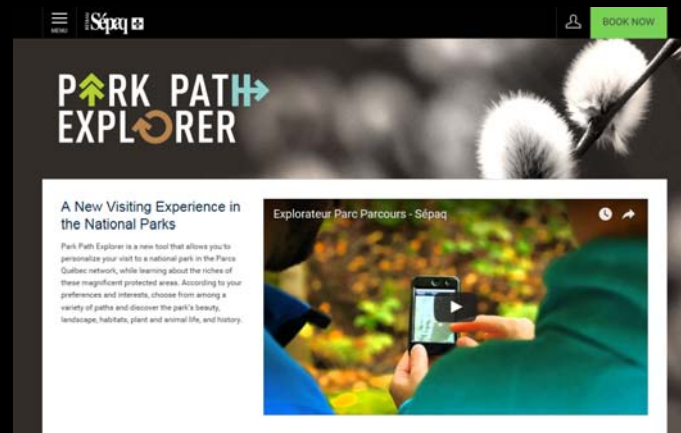 MENU
Sépaq
BOOK NOW
PARK PATH
EXPLORER
A New Visiting Experience in
the National Parks
Park Path Explorer is a new tool that allows you to
personalize your visit to a national park in the Parcs
Québec network, while learning about the riches of
these magnificent protected areas. According to your
preferences and interests, choose from among a
variety of paths and discover the park's beauty,
landscape, habitats, plant and animal life, and history.
Explorateur Parc Parcours - Sépaq